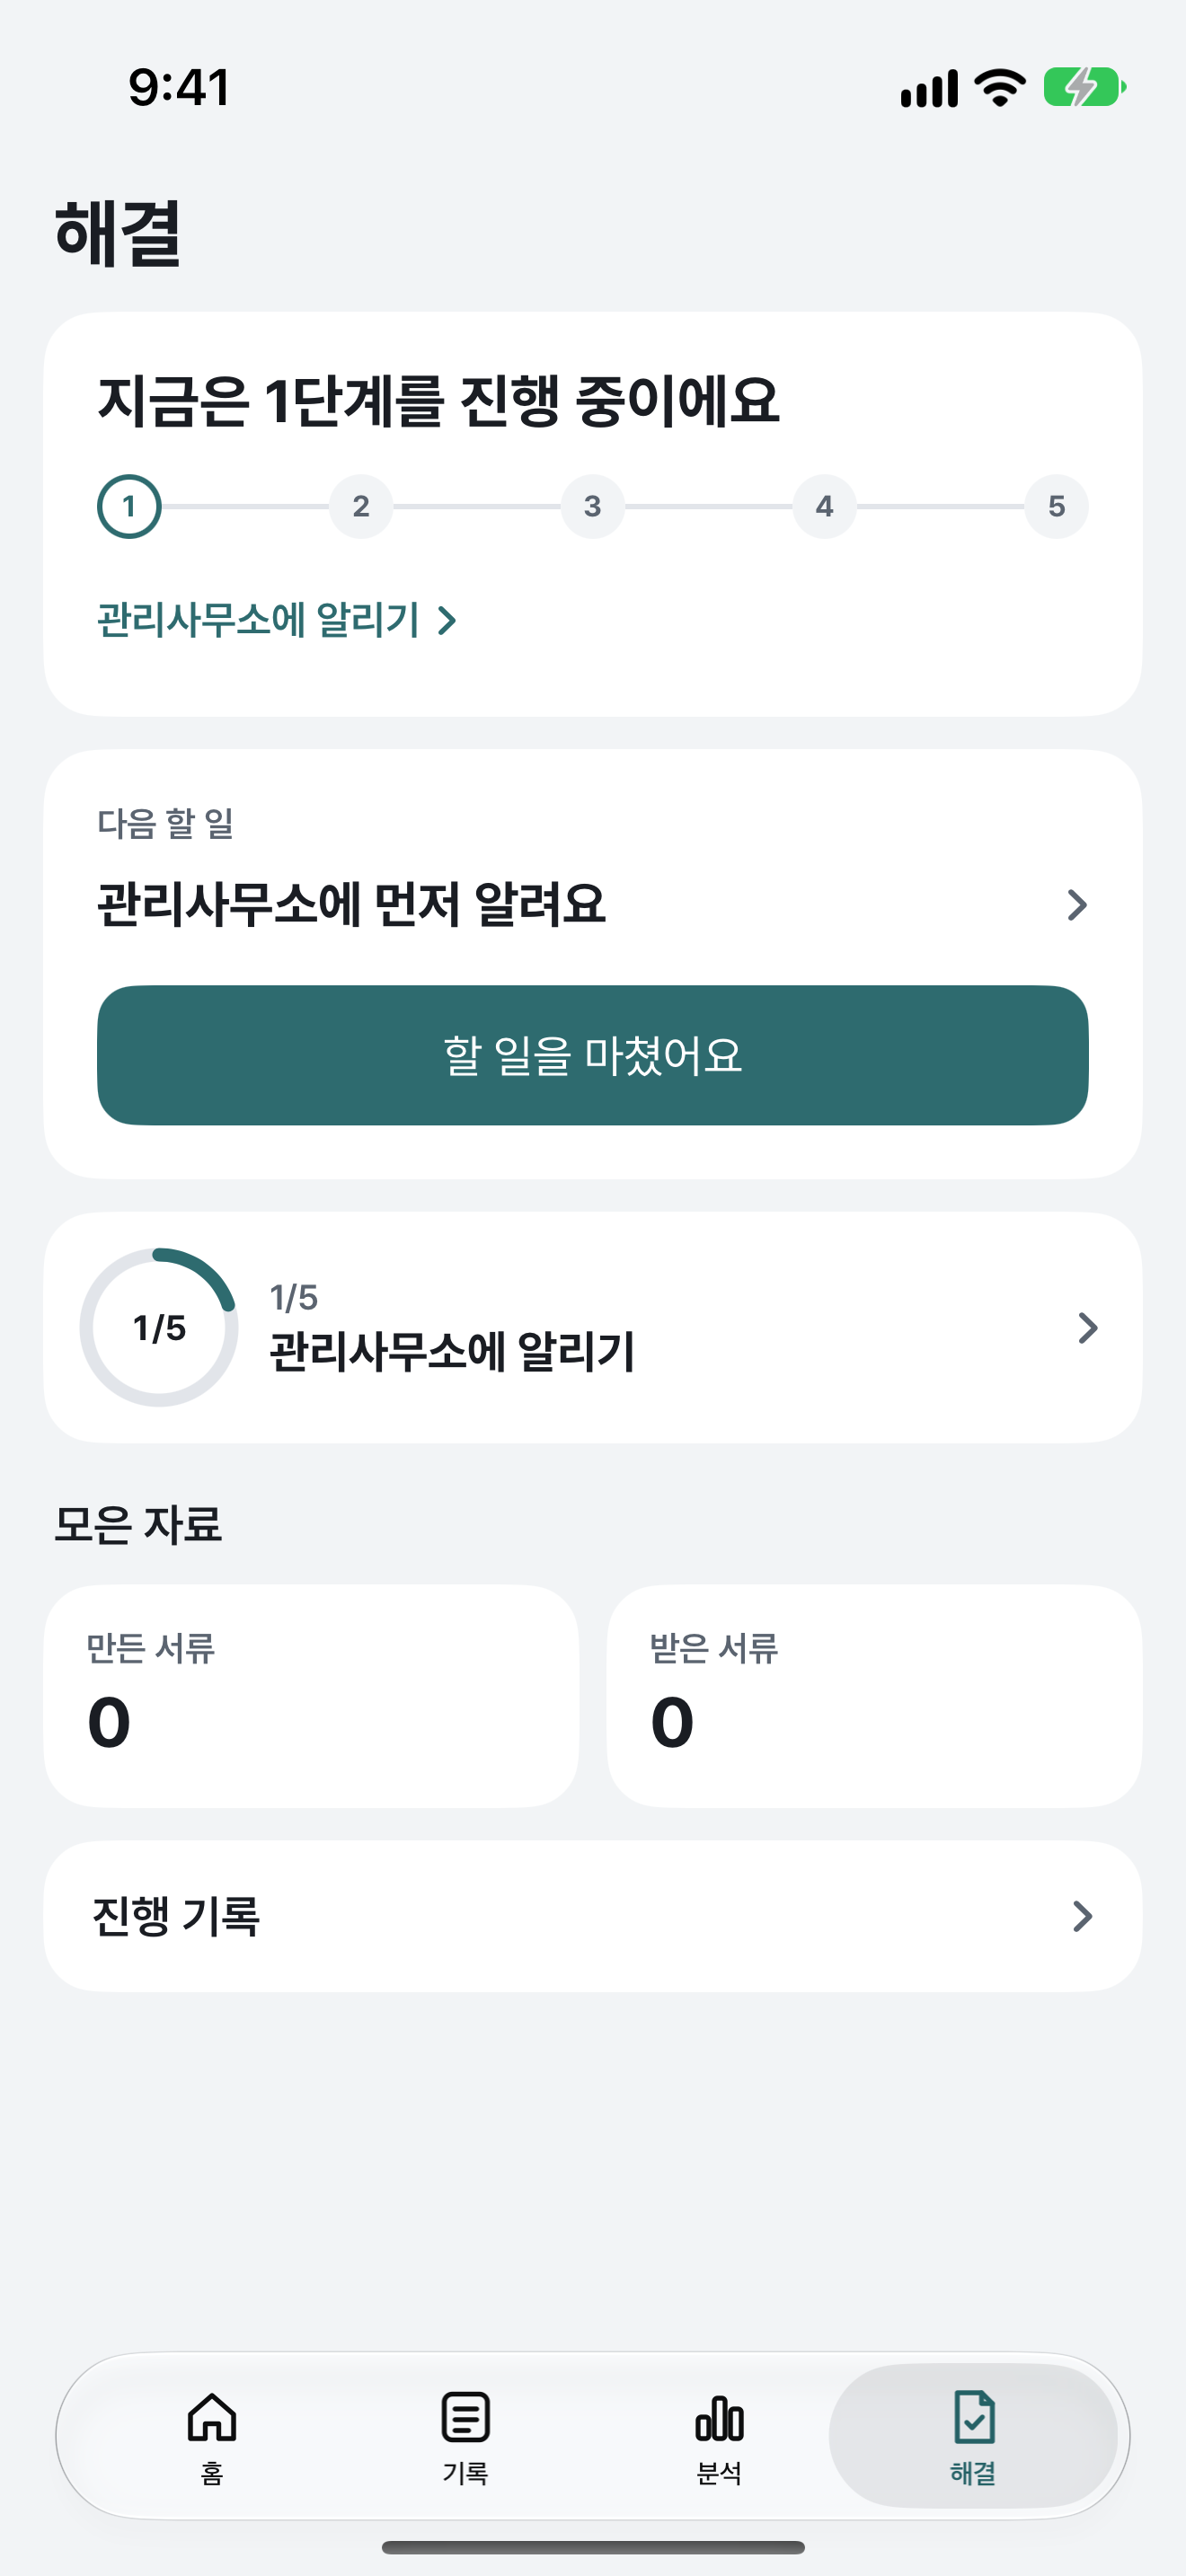 9:41
해결
지금은 1단계를 진행 중이에요
1 2 3 4 5
관리사무소에 알리기
다음 할 일
관리사무소에 먼저 알려요
할 일을 마쳤어요
1/5
1/5
관리사무소에 알리기
모은 자료
만든 서류
0
받은 서류
0
진행 기록
홈 기록 분석 해결